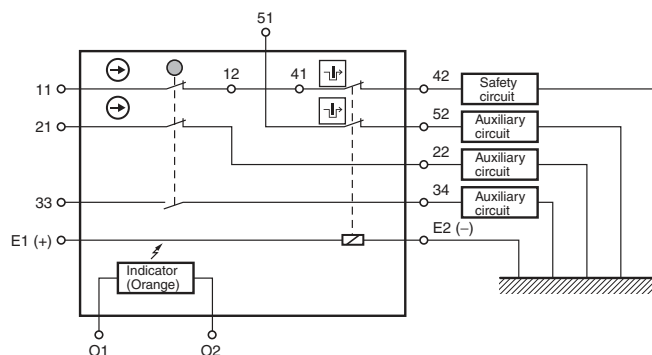 51
11
12
41
42
Safety
circuit
21
52
Auxiliary
circuit
22
Auxiliary
circuit
33
34
Auxiliary
circuit
E1 (+)
E2 (−)
Indicator
(Orange)
O1
O2